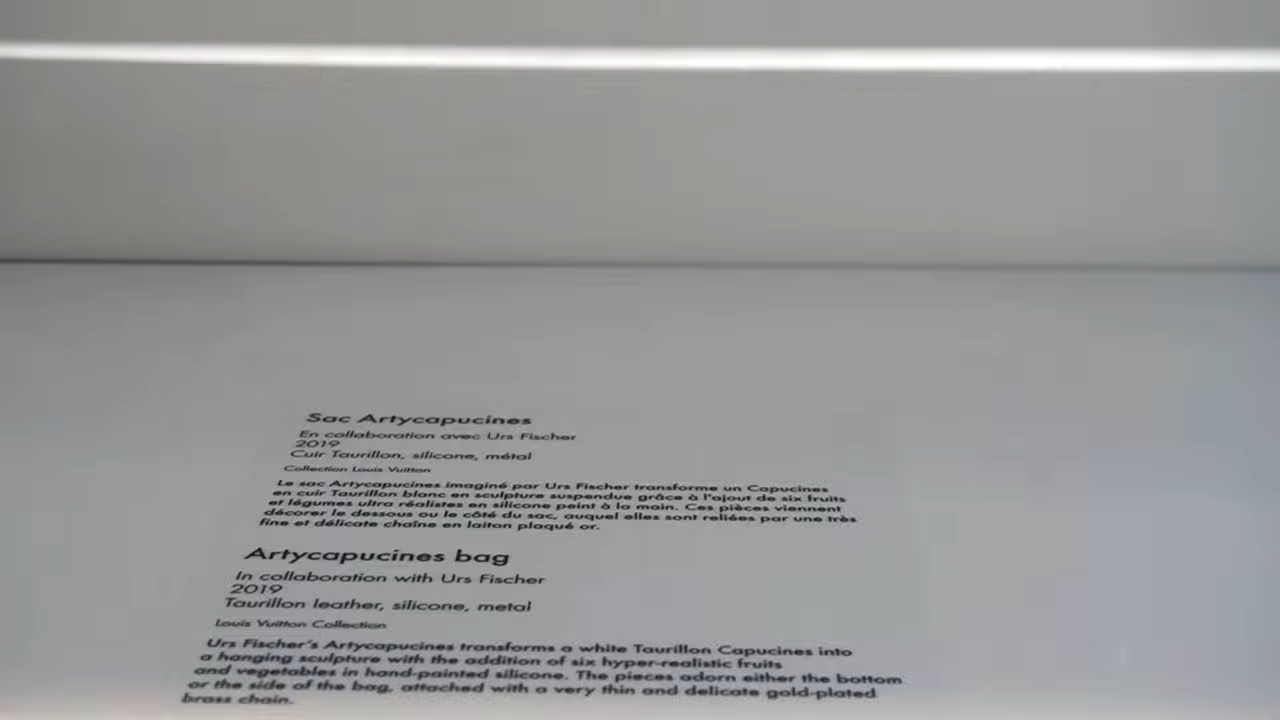 Sac Artycapucines
En collaboration avec Urs Fischer
2019
Cuir Taurillon, silicone, métal
Collection Louis Vuitton
Le sac Artycapucines imaginé par Urs Fischer transforme un Capucines
en cuir Taurillon blanc en sculpture suspendue grâce à l'ajout de six fruits
et légumes ultra réalistes en silicone peint à la main. Ces pièces viennent
décorer le dessous ou le côté du sac, auquel elles sont reliées par une très
fine et délicate chaîne en laiton plaqué or.
Artycapucines bag
In collaboration with Urs Fischer
2019
Taurillon leather, silicone, metal
Louis Vuitton Collection
Urs Fischer's Artycapucines transforms a white Taurillon Capucines into
a hanging sculpture with the addition of six hyper-realistic fruits
and vegetables in hand-painted silicone. The pieces adorn either the bottom
or the side of the bag, attached with a very thin and delicate gold-plated
brass chain.